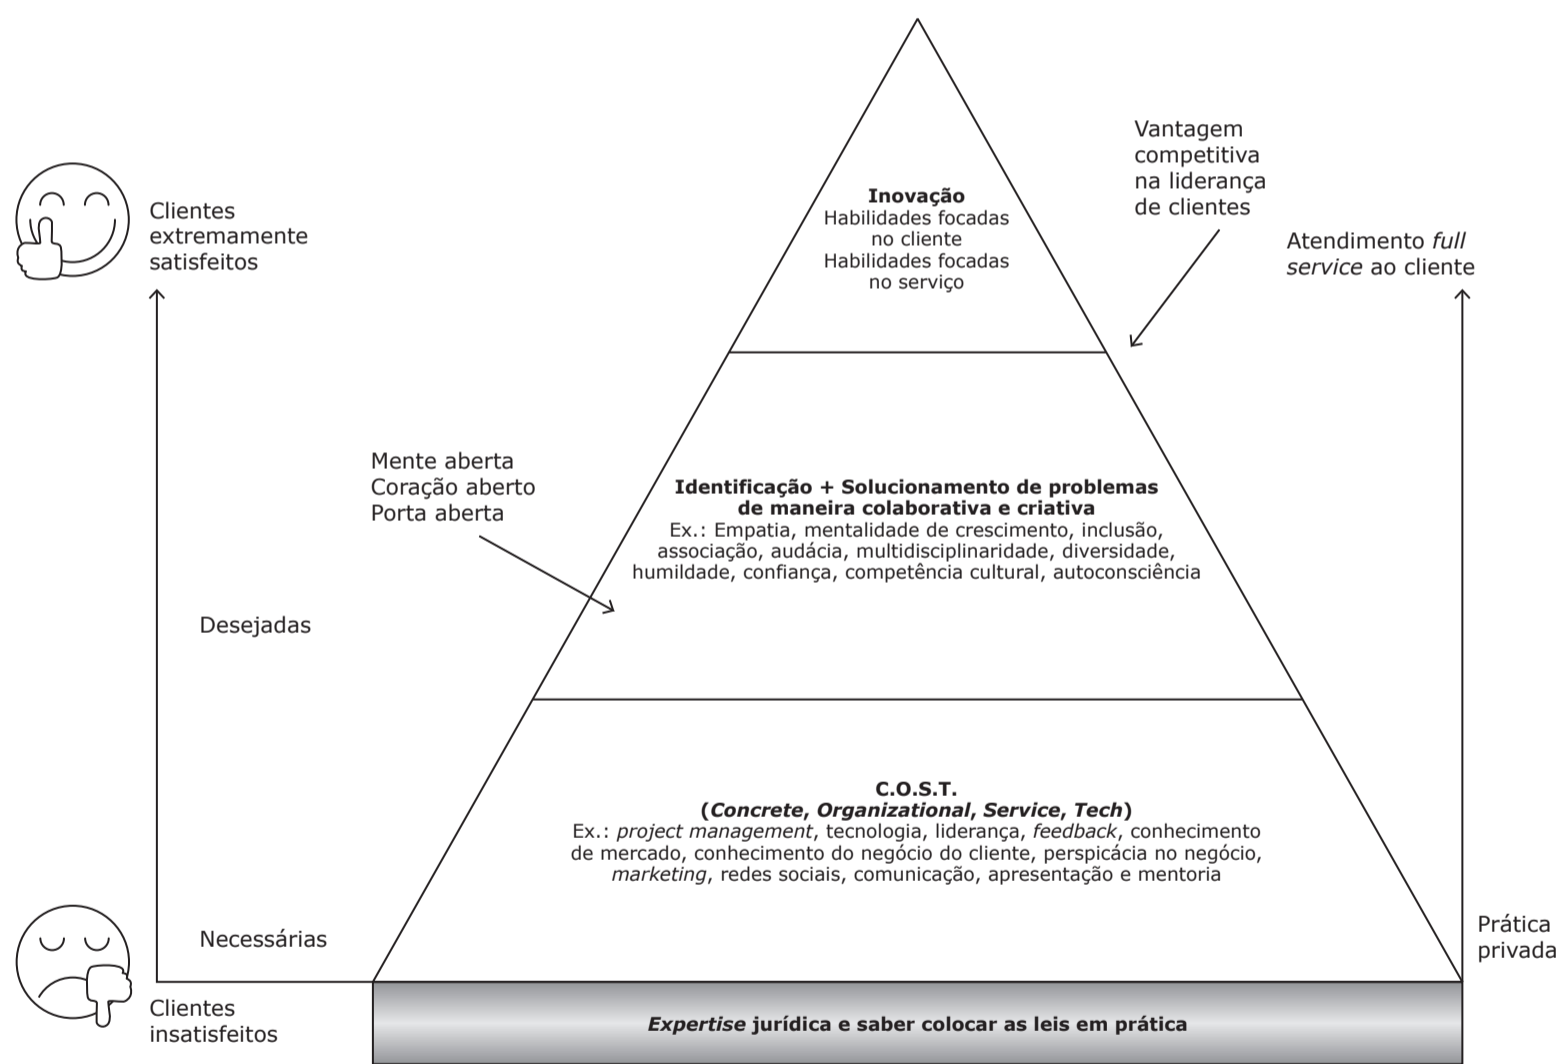 Vantagem
competitiva
na liderança
de clientes
Inovação
Habilidades focadas
no cliente
Habilidades focadas
no serviço
Clientes
extremamente
satisfeitos
Atendimento full
service ao cliente
Mente aberta
Coração aberto
Porta aberta
Identificação + Solucionamento de problemas
de maneira colaborativa e criativa
Ex.: Empatia, mentalidade de crescimento, inclusão,
associação, audácia, multidisciplinaridade, diversidade,
humildade, confiança, competência cultural, autoconsciência
Desejadas
C.O.S.T.
(Concrete, Organizational, Service, Tech)
Ex.: project management, tecnologia, liderança, feedback, conhecimento
de mercado, conhecimento do negócio do cliente, perspicácia no negócio,
marketing, redes sociais, comunicação, apresentação e mentoria
Necessárias
Prática
privada
Clientes
insatisfeitos
Expertise jurídica e saber colocar as leis em prática